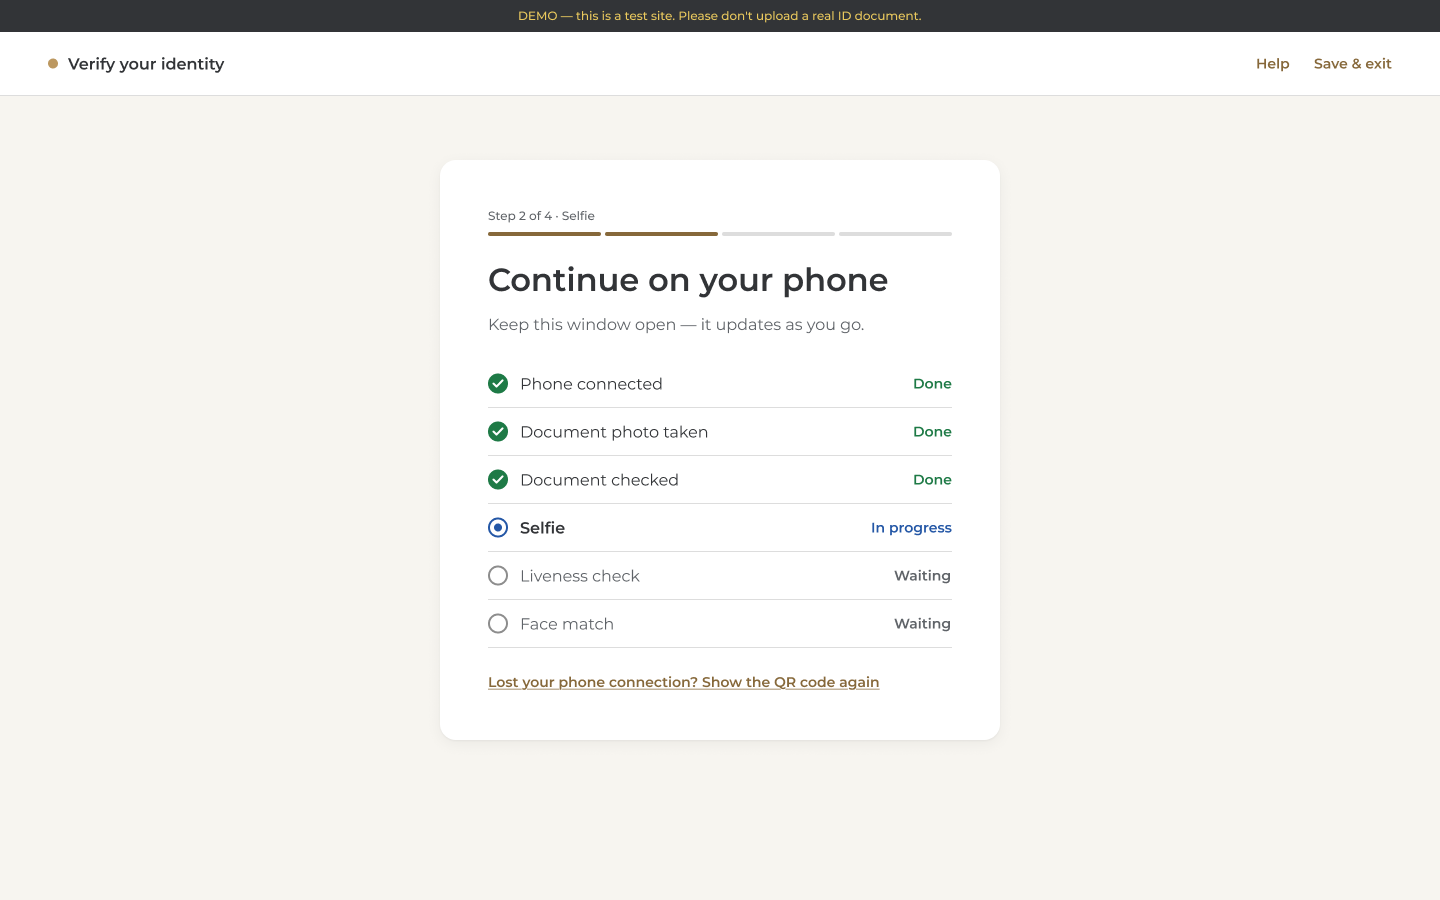 DEMO — this is a test site. Please don't upload a real ID document.
Verify your identity
Help
Save & exit
Step 2 of 4 · Selfie
Continue on your phone
Keep this window open — it updates as you go.
Phone connected
Done
Document photo taken
Done
Document checked
Done
Selfie
In progress
Liveness check
Waiting
Face match
Waiting
Lost your phone connection? Show the QR code again